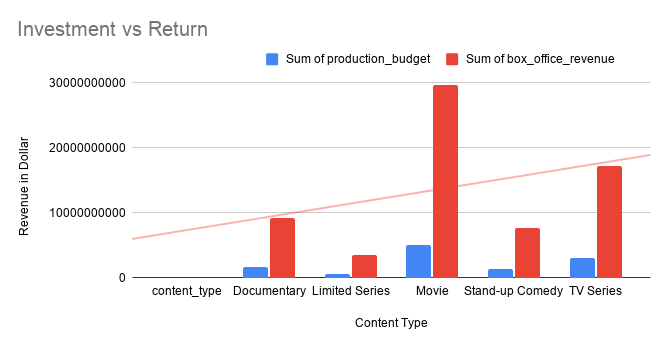 Investment vs Return
Sum of production_budget Sum of box_office_revenue
30000000000
20000000000
10000000000
0
Revenue in Dollar
content_type Documentary Limited Series Movie Stand-up Comedy TV Series
Content Type